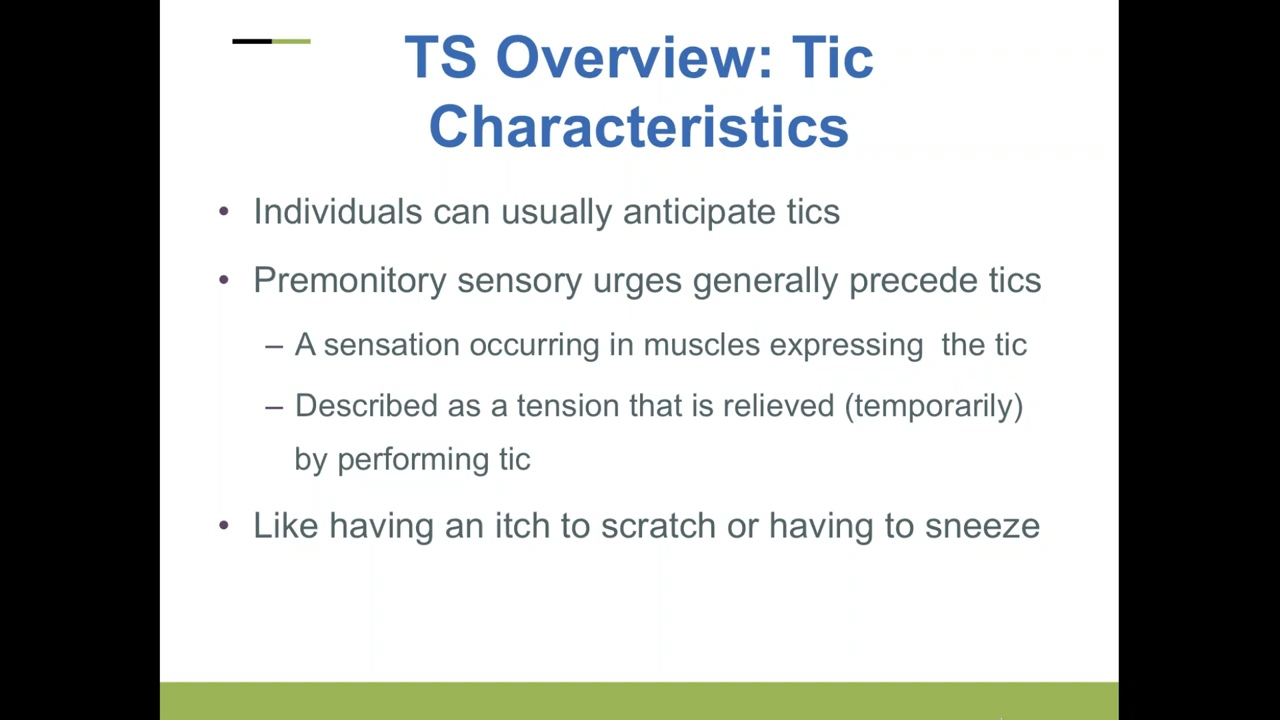 TS Overview: Tic
Characteristics
• Individuals can usually anticipate tics
• Premonitory sensory urges generally precede tics
– A sensation occurring in muscles expressing  the tic
– Described as a tension that is relieved (temporarily)
by performing tic
• Like having an itch to scratch or having to sneeze